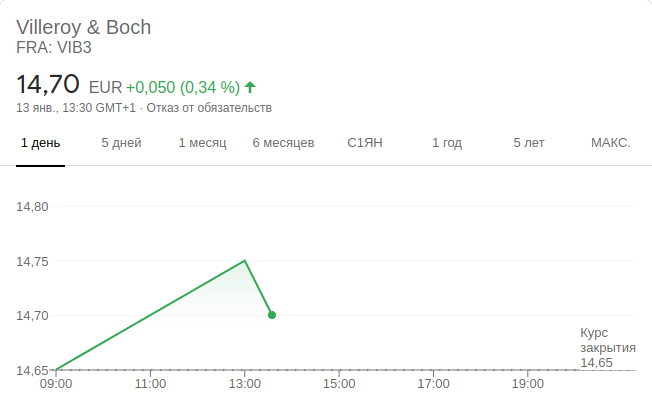 Villeroy & Boch
FRA: VIB3
14,70 EUR +0,050 (0,34 %)
13 янв., 13:30 GMT+1 · Отказ от обязательств
1 день 5 дней 1 месяц 6 месяцев С1ЯН 1 год 5 лет МАКС.
14,80
14,75
14,70
14,65
Курс
закрытия
14,65
09:00 11:00 13:00 15:00 17:00 19:00